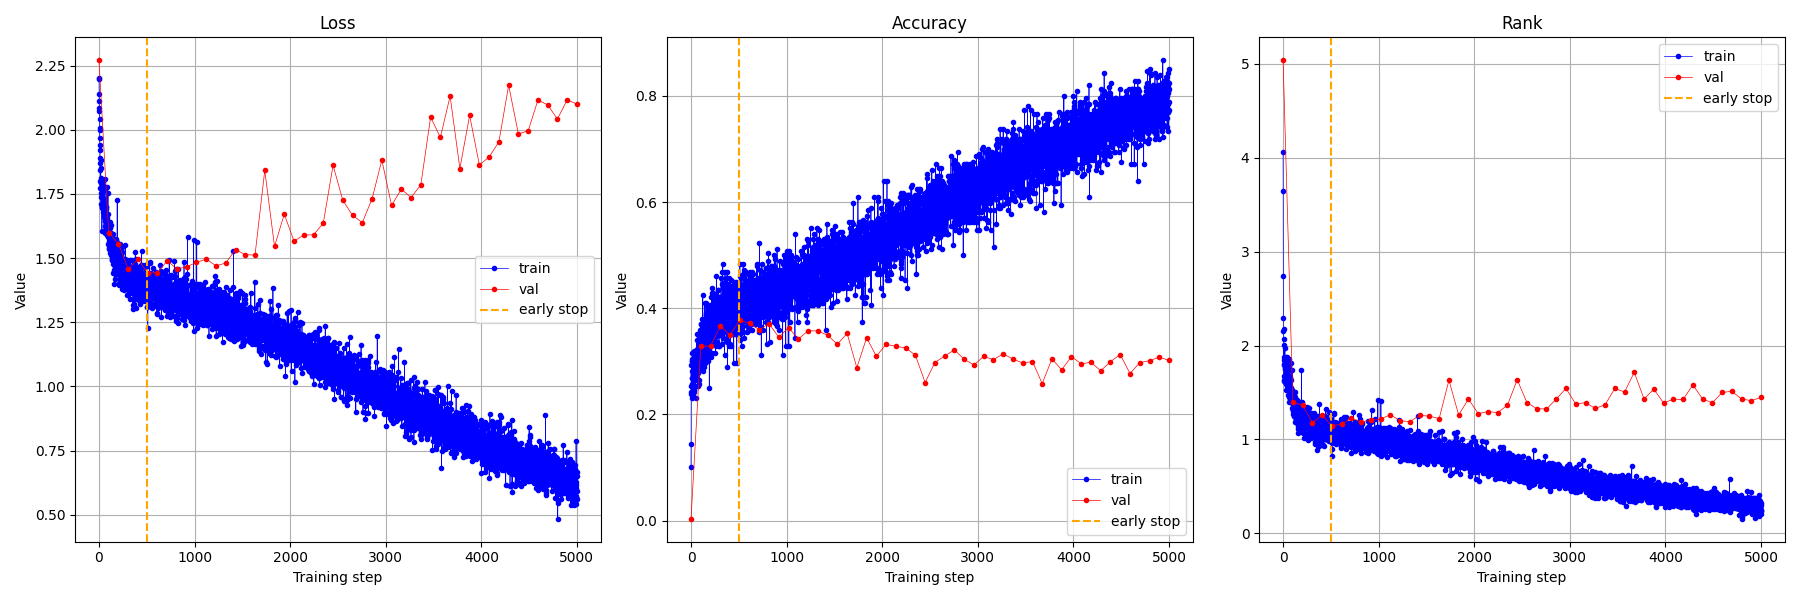 Loss
Value
2.25
2.00
1.75
1.50
1.25
1.00
0.75
0.50
train
val
early stop
0
1000
2000
3000
4000
5000
Training step
Accuracy
Value
0.8
0.6
0.4
0.2
0.0
train
val
early stop
0
1000
2000
3000
4000
5000
Training step
Rank
Value
5
4
3
2
1
0
train
val
early stop
0
1000
2000
3000
4000
5000
Training step